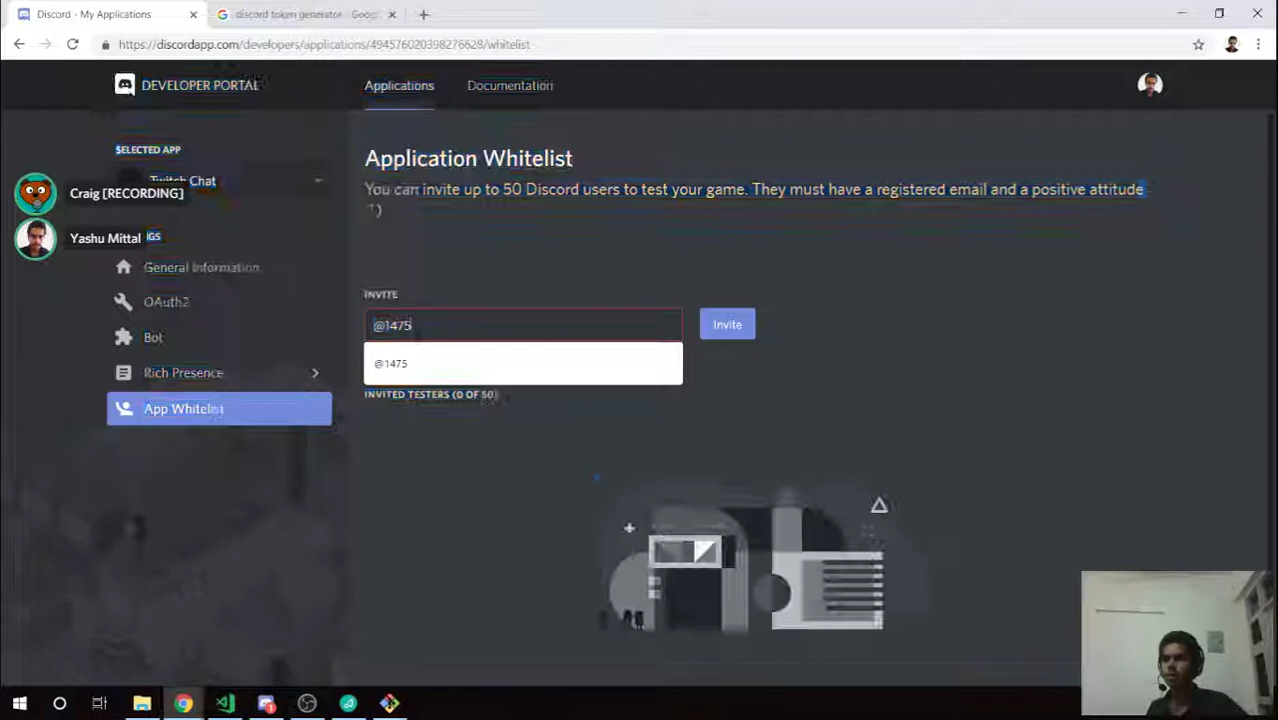 Discord - My Applications
discord token generator - Goog
https://discordapp.com/developers/applications/494576020398276628/whitelist
DEVELOPER PORTAL
Applications
Documentation
SELECTED APP
Twitch Chat
Craig [RECORDING]
Yashu Mittal
NGS
General Information
OAuth2
Bot
Rich Presence
App Whitelist
Application Whitelist
You can invite up to 50 Discord users to test your game. They must have a registered email and a positive attitude
:)
INVITE
@1475
Invite
@1475
INVITED TESTERS (0 OF 50)